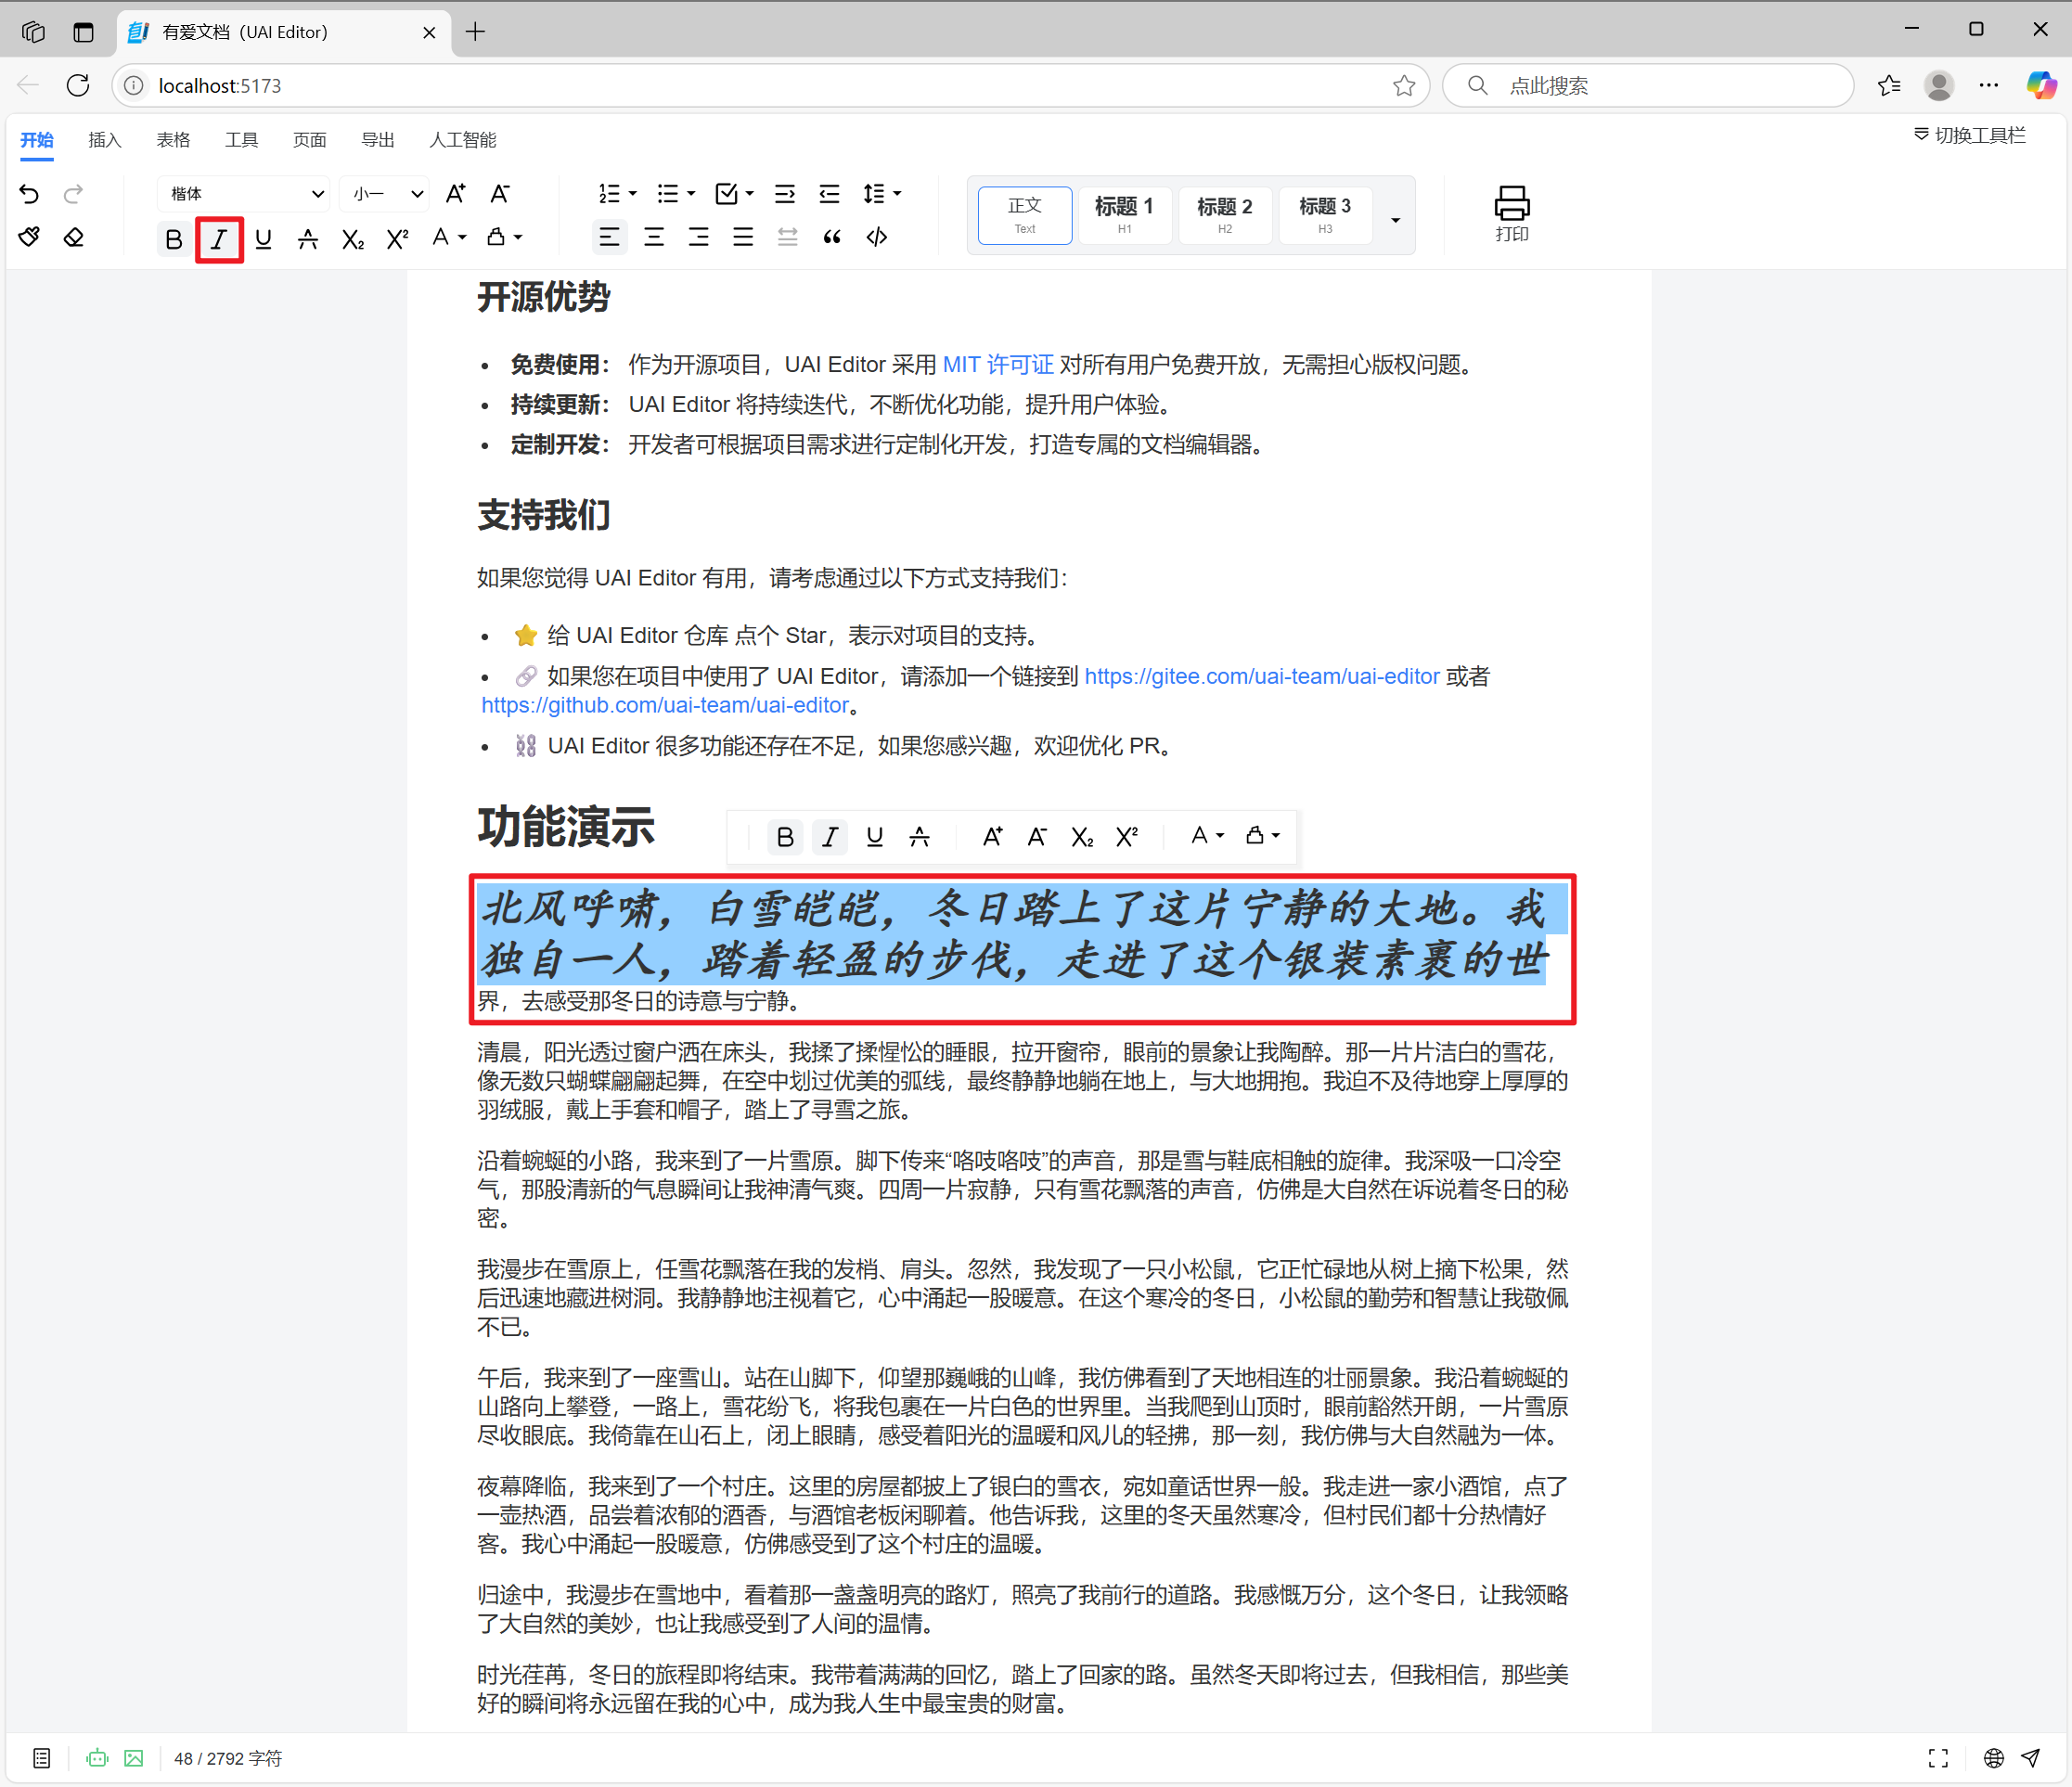 有爱文档（UAI Editor）
localhost:5173
点此搜索
开始 插入 表格 工具 页面 导出 人工智能
切换工具栏
楷体 小一
正文 标题 1 标题 2 标题 3
Text H1 H2 H3
打印
开源优势
• 免费使用： 作为开源项目，UAI Editor 采用 MIT 许可证 对所有用户免费开放，无需担心版权问题。
• 持续更新： UAI Editor 将持续迭代，不断优化功能，提升用户体验。
• 定制开发： 开发者可根据项目需求进行定制化开发，打造专属的文档编辑器。
支持我们
如果您觉得 UAI Editor 有用，请考虑通过以下方式支持我们：
• ⭐ 给 UAI Editor 仓库 点个 Star，表示对项目的支持。
• 🔗 如果您在项目中使用了 UAI Editor，请添加一个链接到 https://gitee.com/uai-team/uai-editor 或者
https://github.com/uai-team/uai-editor。
• ⛓ UAI Editor 很多功能还存在不足，如果您感兴趣，欢迎优化 PR。
功能演示
北风呼啸，白雪皑皑，冬日踏上了这片宁静的大地。我
独自一人，踏着轻盈的步伐，走进了这个银装素裹的世
界，去感受那冬日的诗意与宁静。
清晨，阳光透过窗户洒在床头，我揉了揉惺忪的睡眼，拉开窗帘，眼前的景象让我陶醉。那一片片洁白的雪花，
像无数只蝴蝶翩翩起舞，在空中划过优美的弧线，最终静静地躺在地上，与大地拥抱。我迫不及待地穿上厚厚的
羽绒服，戴上手套和帽子，踏上了寻雪之旅。
沿着蜿蜒的小路，我来到了一片雪原。脚下传来“咯吱咯吱”的声音，那是雪与鞋底相触的旋律。我深吸一口冷空
气，那股清新的气息瞬间让我神清气爽。四周一片寂静，只有雪花飘落的声音，仿佛是大自然在诉说着冬日的秘
密。
我漫步在雪原上，任雪花飘落在我的发梢、肩头。忽然，我发现了一只小松鼠，它正忙碌地从树上摘下松果，然
后迅速地藏进树洞。我静静地注视着它，心中涌起一股暖意。在这个寒冷的冬日，小松鼠的勤劳和智慧让我敬佩
不已。
午后，我来到了一座雪山。站在山脚下，仰望那巍峨的山峰，我仿佛看到了天地相连的壮丽景象。我沿着蜿蜒的
山路向上攀登，一路上，雪花纷飞，将我包裹在一片白色的世界里。当我爬到山顶时，眼前豁然开朗，一片雪原
尽收眼底。我倚靠在山石上，闭上眼睛，感受着阳光的温暖和风儿的轻拂，那一刻，我仿佛与大自然融为一体。
夜幕降临，我来到了一个村庄。这里的房屋都披上了银白的雪衣，宛如童话世界一般。我走进一家小酒馆，点了
一壶热酒，品尝着浓郁的酒香，与酒馆老板闲聊着。他告诉我，这里的冬天虽然寒冷，但村民们都十分热情好
客。我心中涌起一股暖意，仿佛感受到了这个村庄的温暖。
归途中，我漫步在雪地中，看着那一盏盏明亮的路灯，照亮了我前行的道路。我感慨万分，这个冬日，让我领略
了大自然的美妙，也让我感受到了人间的温情。
时光荏苒，冬日的旅程即将结束。我带着满满的回忆，踏上了回家的路。虽然冬天即将过去，但我相信，那些美
好的瞬间将永远留在我的心中，成为我人生中最宝贵的财富。
48 / 2792 字符